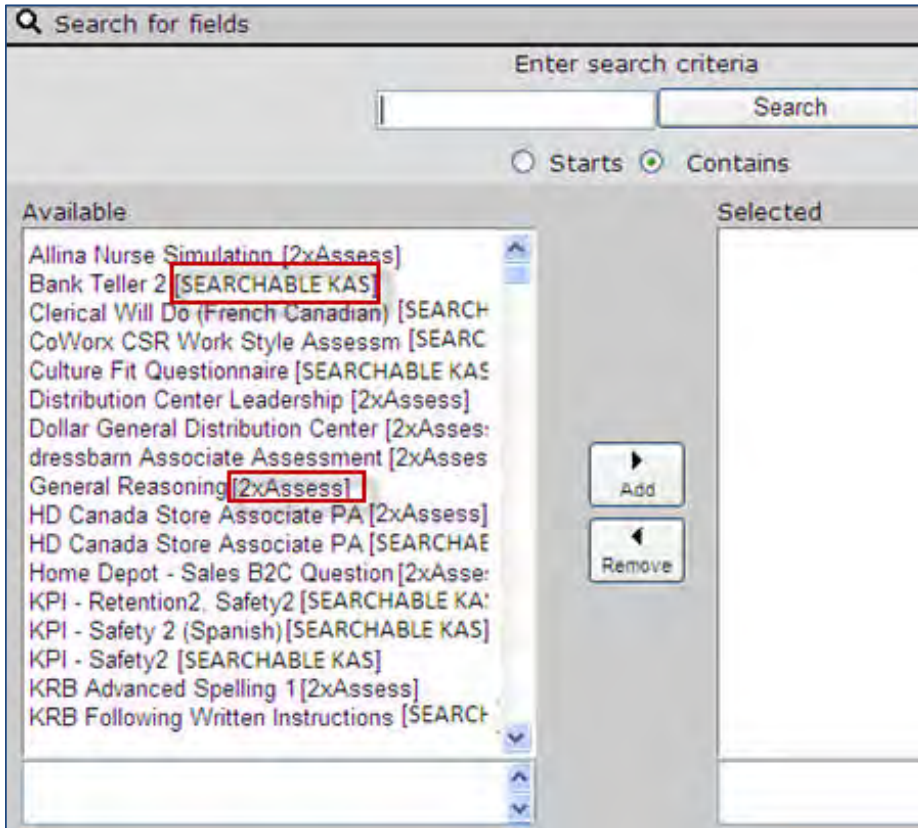 Search for fields
Enter search criteria
Search
Starts Contains
Available
Selected
Allina Nurse Simulation [2xAssess]
Bank Teller 2 [SEARCHABLE KAS]
Clerical Will Do (French Canadian) [SEARCH
CoWorx CSR Work Style Assessm [SEARC
Culture Fit Questionnaire [SEARCHABLE KAS
Distribution Center Leadership [2xAssess]
Dollar General Distribution Center [2xAsses
dressbarn Associate Assessment [2xAsses
General Reasoning [2xAssess]
HD Canada Store Associate PA [2xAssess]
HD Canada Store Associate PA [SEARCHAE
Home Depot - Sales B2C Question [2xAsse
KPI - Retention2, Safety2 [SEARCHABLE KA
KPI - Safety 2 (Spanish) [SEARCHABLE KAS]
KPI - Safety2 [SEARCHABLE KAS]
KRB Advanced Spelling 1 [2xAssess]
KRB Following Written Instructions [SEARCH
Add
Remove